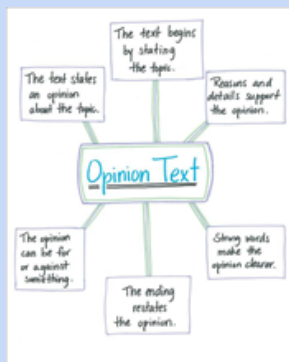 The text begins
by stating
the topic.
The text states
an opinion
about the topic.
Reasons and
details support
the opinion.
Opinion Text
The opinion
can be for
or against
something.
Strong words
make the
opinion clearer.
The ending
restates
the opinion.